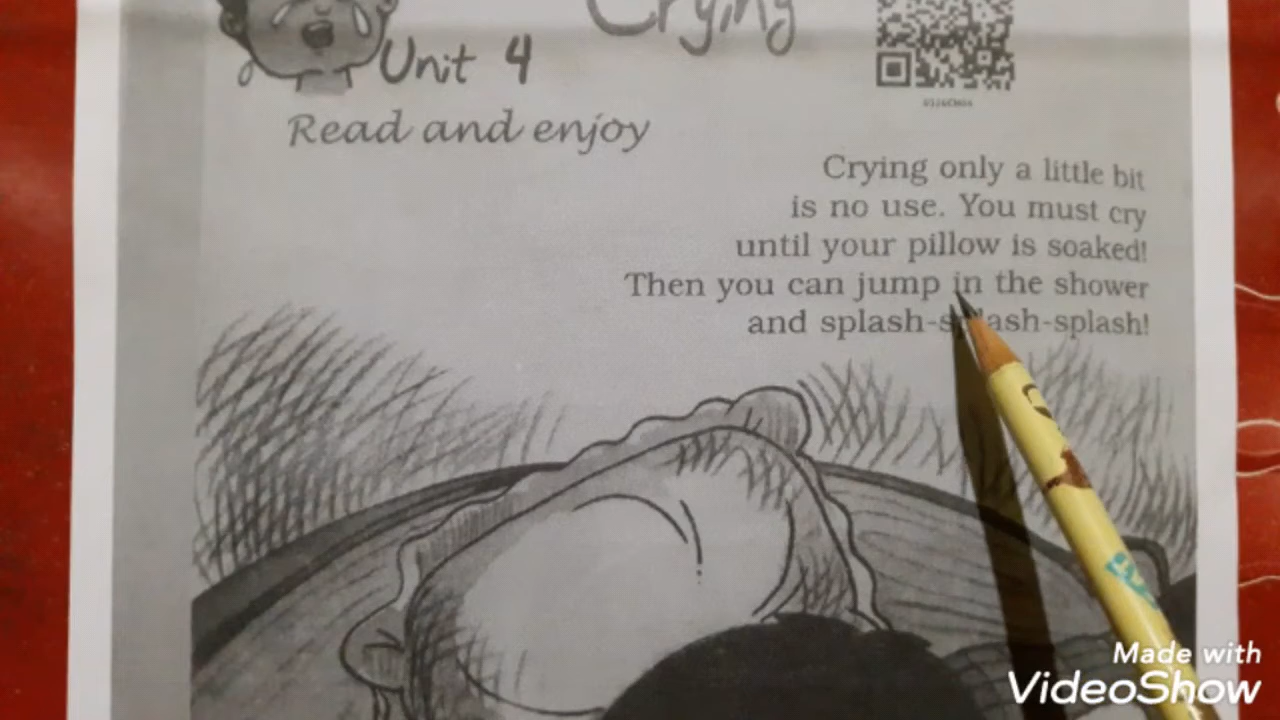 Crying
Unit 4
Read and enjoy
Crying only a little bit
is no use. You must cry
until your pillow is soaked!
Then you can jump in the shower
and splash-splash-splash!
Made with
VideoShow